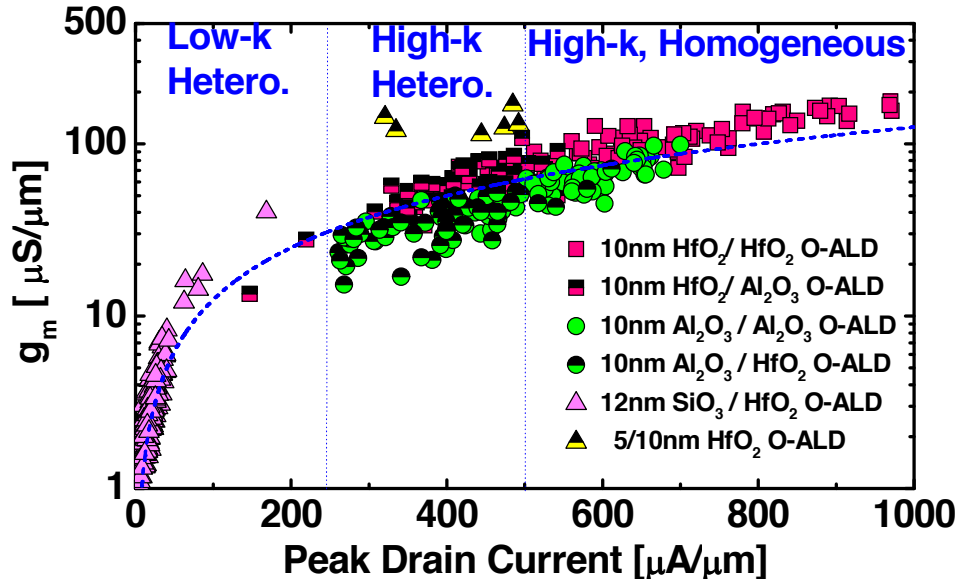 Low-k
Hetero.
High-k
Hetero.
High-k, Homogeneous
500
100
10
1
gₘ [ μS/μm]
10nm HfO₂/ HfO₂ O-ALD
10nm HfO₂/ Al₂O₃ O-ALD
10nm Al₂O₃ / Al₂O₃ O-ALD
10nm Al₂O₃ / HfO₂ O-ALD
12nm SiO₃ / HfO₂ O-ALD
5/10nm HfO₂ O-ALD
0 200 400 600 800 1000
Peak Drain Current [μA/μm]